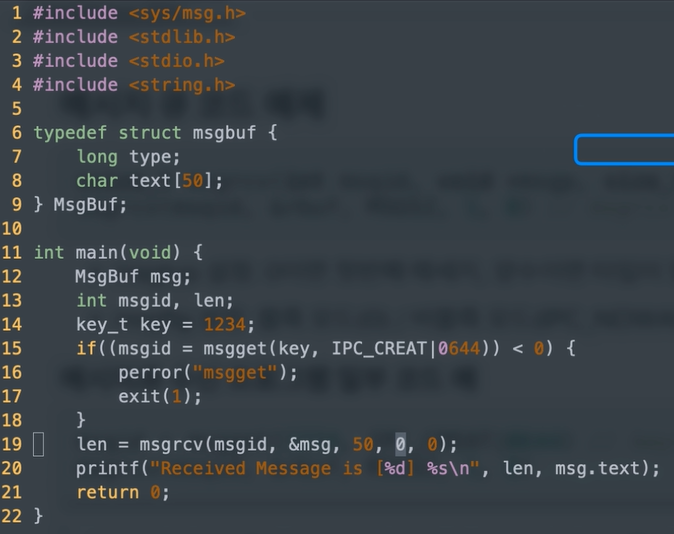 1 #include <sys/msg.h>
2 #include <stdlib.h>
3 #include <stdio.h>
4 #include <string.h>
5
6 typedef struct msgbuf {
7     long type;
8     char text[50];
9 } MsgBuf;
10
11 int main(void) {
12     MsgBuf msg;
13     int msgid, len;
14     key_t key = 1234;
15     if((msgid = msgget(key, IPC_CREAT|0644)) < 0) {
16         perror("msgget");
17         exit(1);
18     }
19     len = msgrcv(msgid, &msg, 50, 0, 0);
20     printf("Received Message is [%d] %s\n", len, msg.text);
21     return 0;
22 }